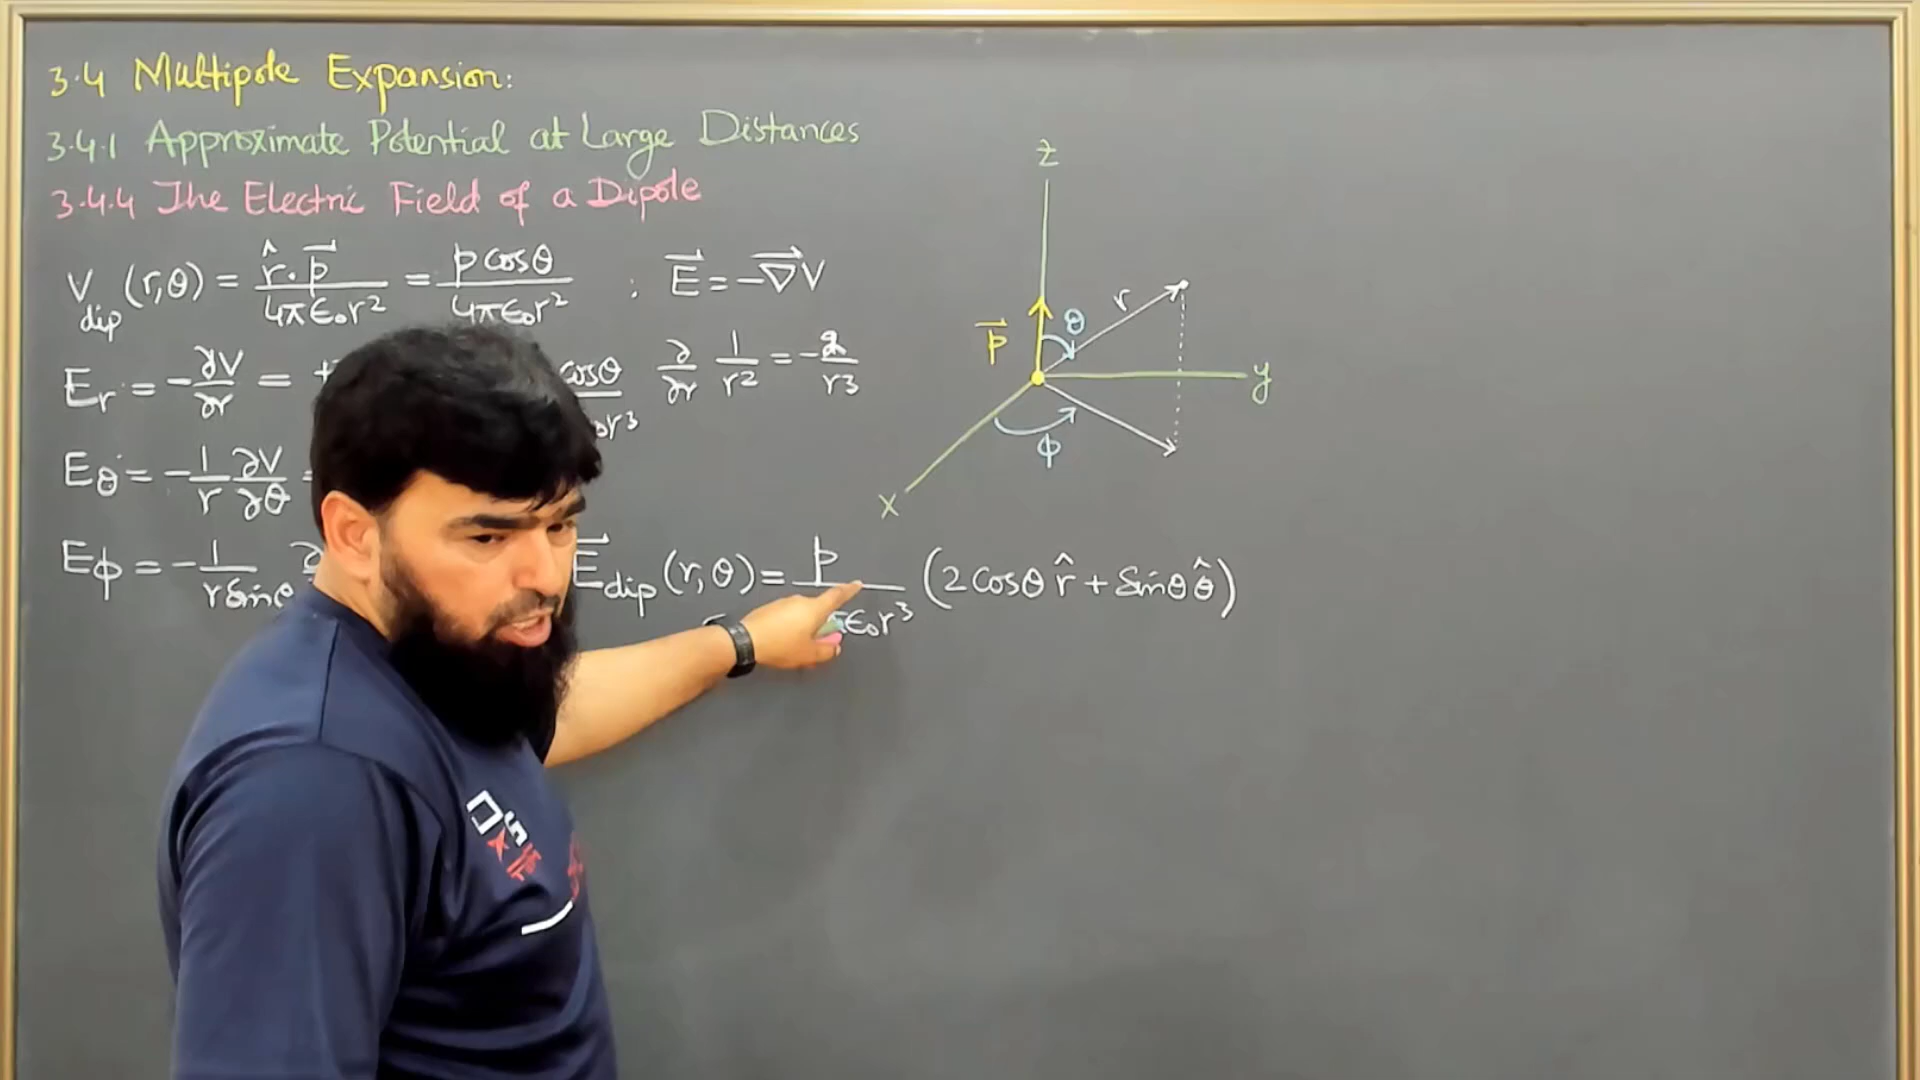 3.4 Multipole Expansion:
3.4.1 Approximate Potential at Large Distances
3.4.4 The Electric Field of a Dipole
V_dip (r,θ) = r̂·p⃗ / 4πϵ₀r² = p cosθ / 4πϵ₀r² ; E⃗ = -∇⃗V
E_r = -∂V/∂r = + cosθ / ₀r³ ∂/∂r 1/r² = -2/r³
E_θ = -1/r ∂V/∂θ =
E_ϕ = -1/r sinθ ∂
E⃗_dip (r,θ) = p / πϵ₀r³ (2cosθ r̂ + sinθ θ̂)
z
r
θ
p⃗
y
ϕ
x